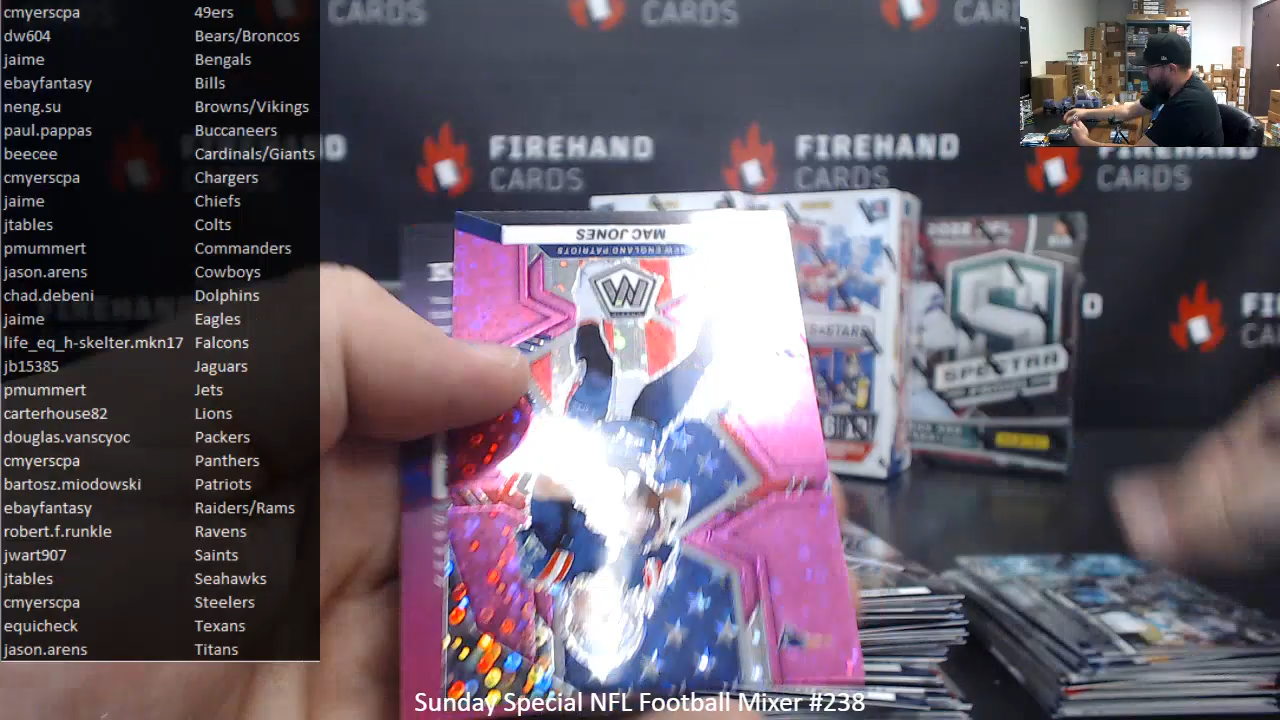 cmyerscpa 49ers
dw604 Bears/Broncos
jaime Bengals
ebayfantasy Bills
neng.su Browns/Vikings
paul.pappas Buccaneers
beecee Cardinals/Giants
cmyerscpa Chargers
jaime Chiefs
jtables Colts
pmummert Commanders
jason.arens Cowboys
chad.debeni Dolphins
jaime Eagles
life_eq_h-skelter.mkn17 Falcons
jb15385 Jaguars
pmummert Jets
carterhouse82 Lions
douglas.vanscyoc Packers
cmyerscpa Panthers
bartosz.miodowski Patriots
ebayfantasy Raiders/Rams
robert.f.runkle Ravens
jwart907 Saints
jtables Seahawks
cmyerscpa Steelers
equicheck Texans
jason.arens Titans
CARDS
CARDS
CARDS
FIREHAND
CARDS
FIREHAND
CARDS
CARDS
MAC JONES
NEW ENGLAND PATRIOTS
2022 NFL
S
SPECTRA
PANINI
Sunday Special NFL Football Mixer #238